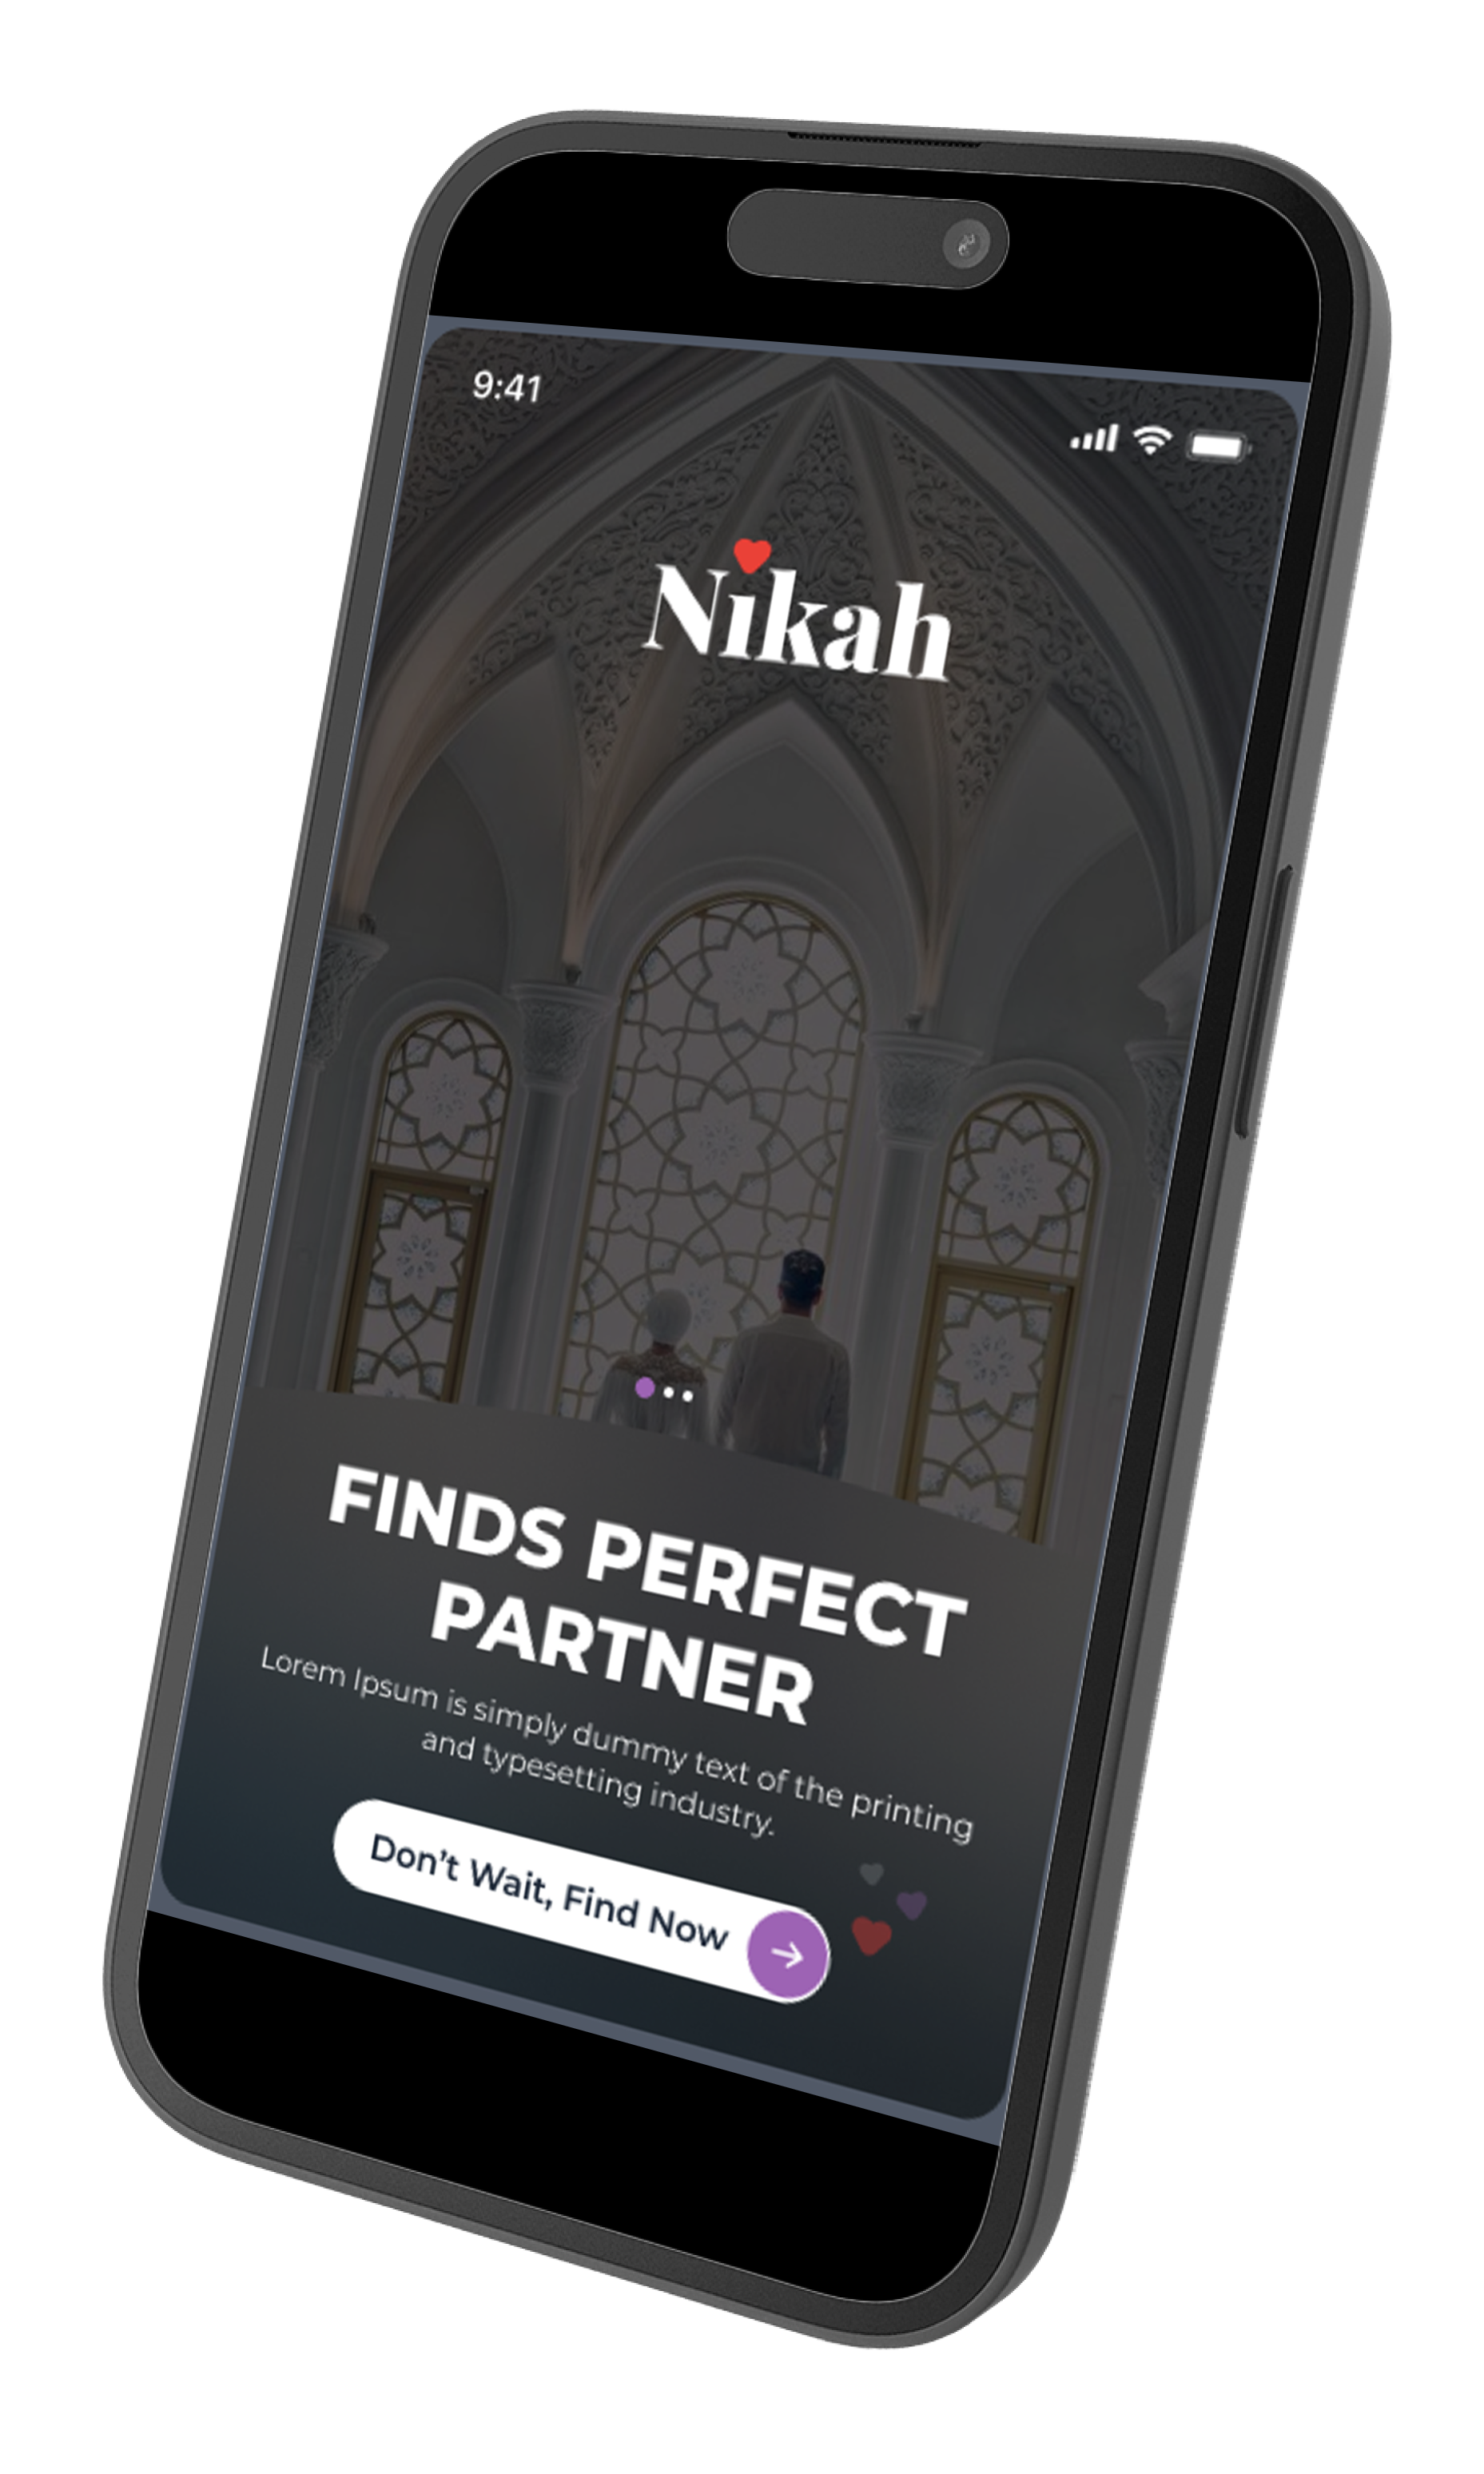 9:41
Nikah
FINDS PERFECT
PARTNER
Lorem Ipsum is simply dummy text of the printing
and typesetting industry.
Don't Wait, Find Now